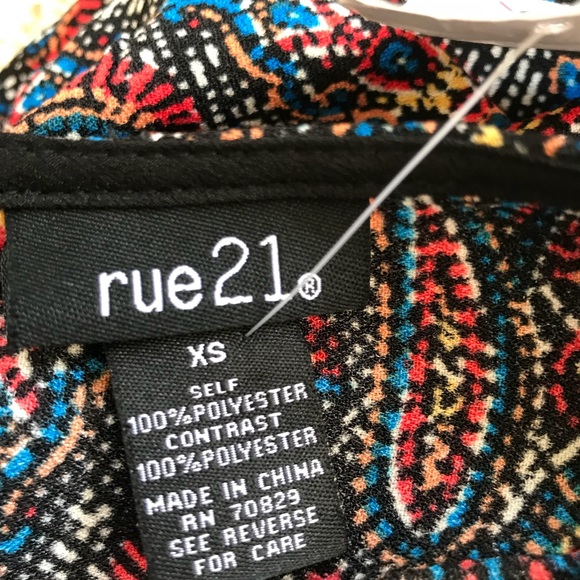 rue21®
XS
SELF
100%POLYESTER
CONTRAST
100%POLYESTER
MADE IN CHINA
RN 70829
SEE REVERSE
FOR CARE